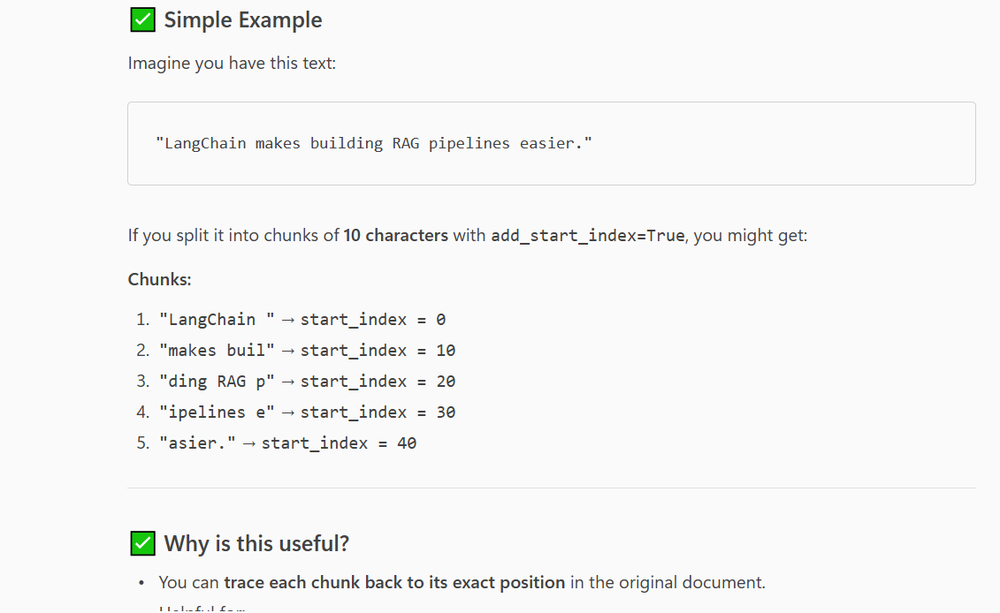 ✅ Simple Example
Imagine you have this text:
"LangChain makes building RAG pipelines easier."
If you split it into chunks of 10 characters with add_start_index=True, you might get:
Chunks:
1. "LangChain " → start_index = 0
2. "makes buil" → start_index = 10
3. "ding RAG p" → start_index = 20
4. "ipelines e" → start_index = 30
5. "asier." → start_index = 40
✅ Why is this useful?
• You can trace each chunk back to its exact position in the original document.